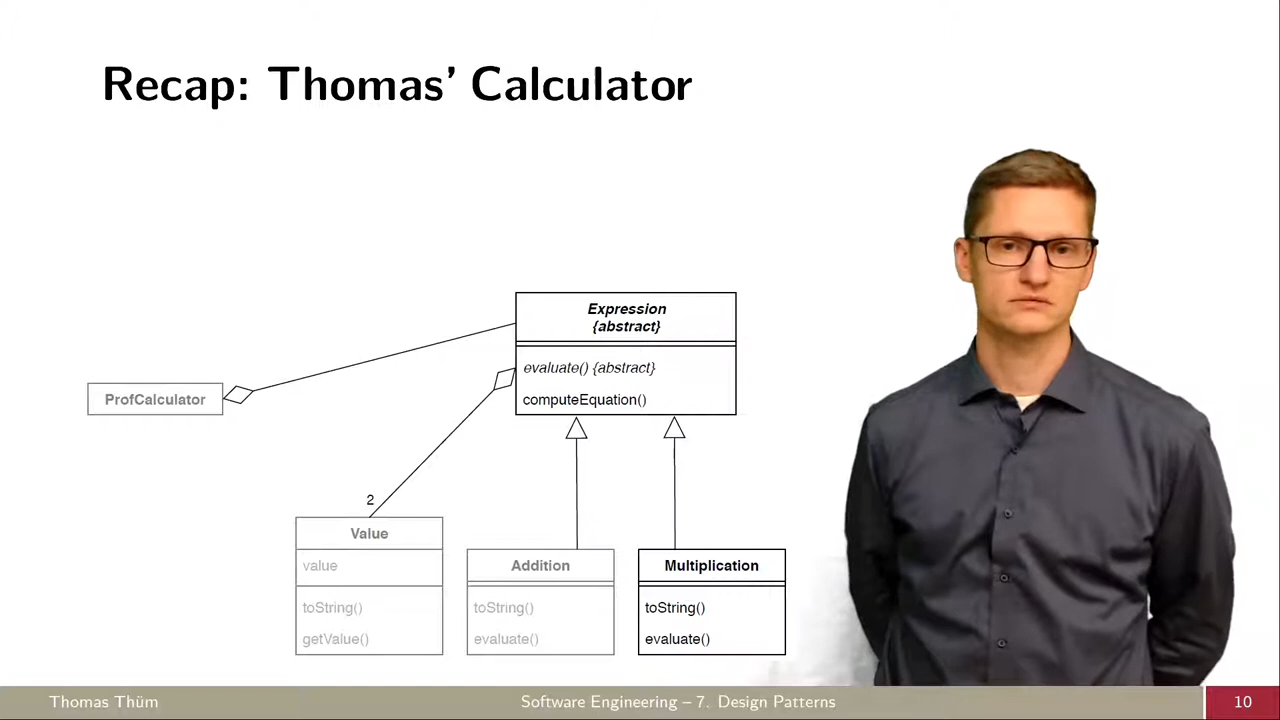 Recap: Thomas' Calculator
Expression
{abstract}
evaluate() {abstract}
computeEquation()
ProfCalculator
2
Value
value
toString()
getValue()
Addition
toString()
evaluate()
Multiplication
toString()
evaluate()
Thomas Thüm
Software Engineering – 7. Design Patterns
10